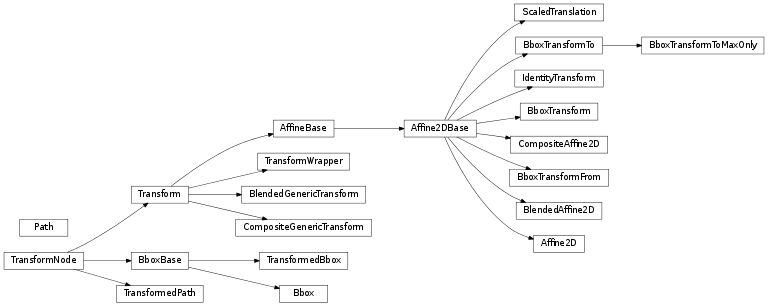 ScaledTranslation
BboxTransformTo
BboxTransformToMaxOnly
IdentityTransform
BboxTransform
AffineBase
Affine2DBase
CompositeAffine2D
TransformWrapper
BboxTransformFrom
Transform
BlendedGenericTransform
BlendedAffine2D
Path
CompositeGenericTransform
Affine2D
TransformNode
BboxBase
TransformedBbox
TransformedPath
Bbox